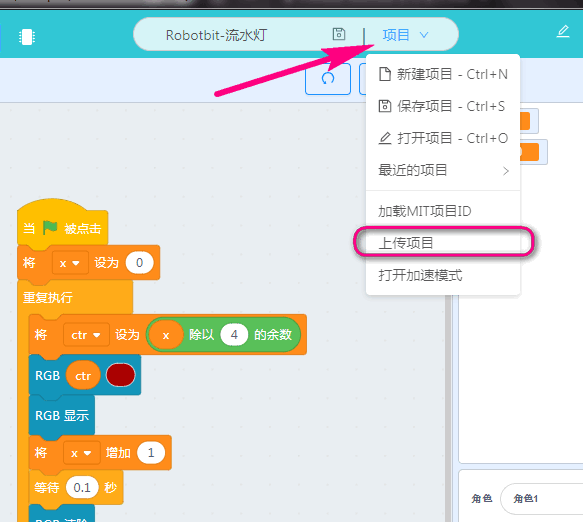 Robotbit-流水灯
项目
新建项目 - Ctrl+N
保存项目 - Ctrl+S
打开项目 - Ctrl+O
最近的项目
加载MIT项目ID
上传项目
打开加速模式
当 被点击
将 x 设为 0
重复执行
将 ctr 设为 x 除以 4 的余数
RGB ctr
RGB 显示
将 x 增加 1
等待 0.1 秒
RGB 清除
角色 角色1